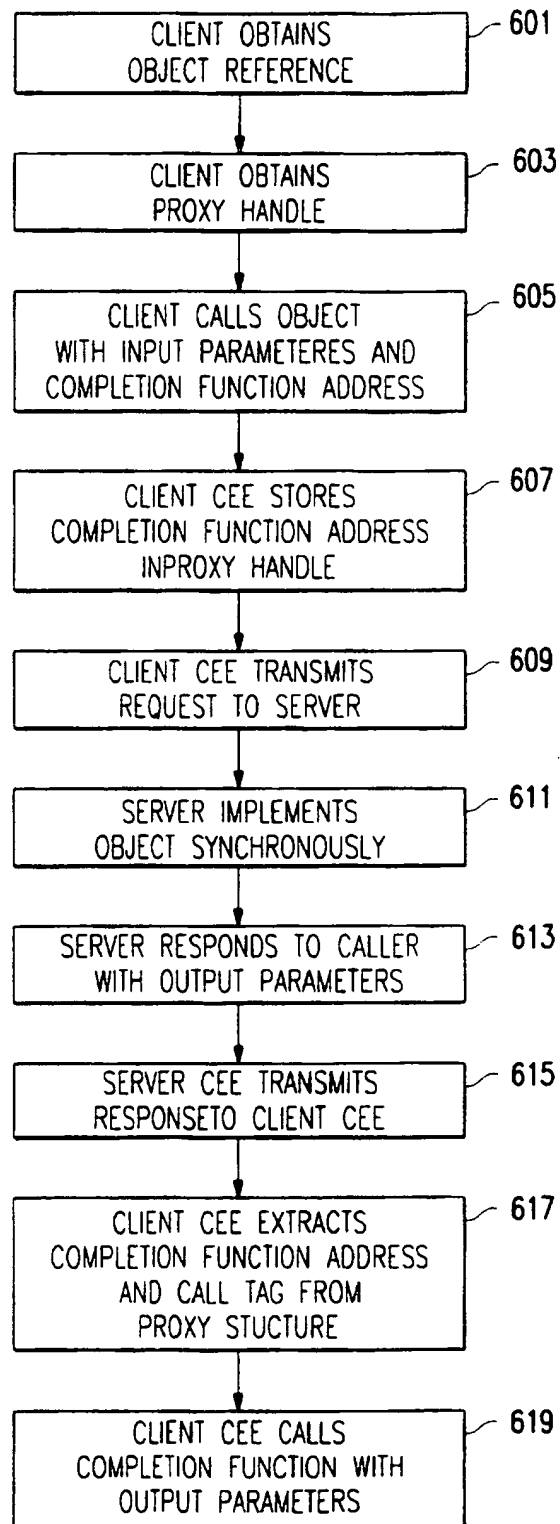 CLIENT OBTAINS
OBJECT REFERENCE
601
CLIENT OBTAINS
PROXY HANDLE
603
CLIENT CALLS OBJECT
WITH INPUT PARAMETERES AND
COMPLETION FUNCTION ADDRESS
605
CLIENT CEE STORES
COMPLETION FUNCTION ADDRESS
INPROXY HANDLE
607
CLIENT CEE TRANSMITS
REQUEST TO SERVER
609
SERVER IMPLEMENTS
OBJECT SYNCHRONOUSLY
611
SERVER RESPONDS TO CALLER
WITH OUTPUT PARAMETERS
613
SERVER CEE TRANSMITS
RESPONSETO CLIENT CEE
615
CLIENT CEE EXTRACTS
COMPLETION FUNCTION ADDRESS
AND CALL TAG FROM
PROXY STUCTURE
617
CLIENT CEE CALLS
COMPLETION FUNCTION WITH
OUTPUT PARAMETERS
619